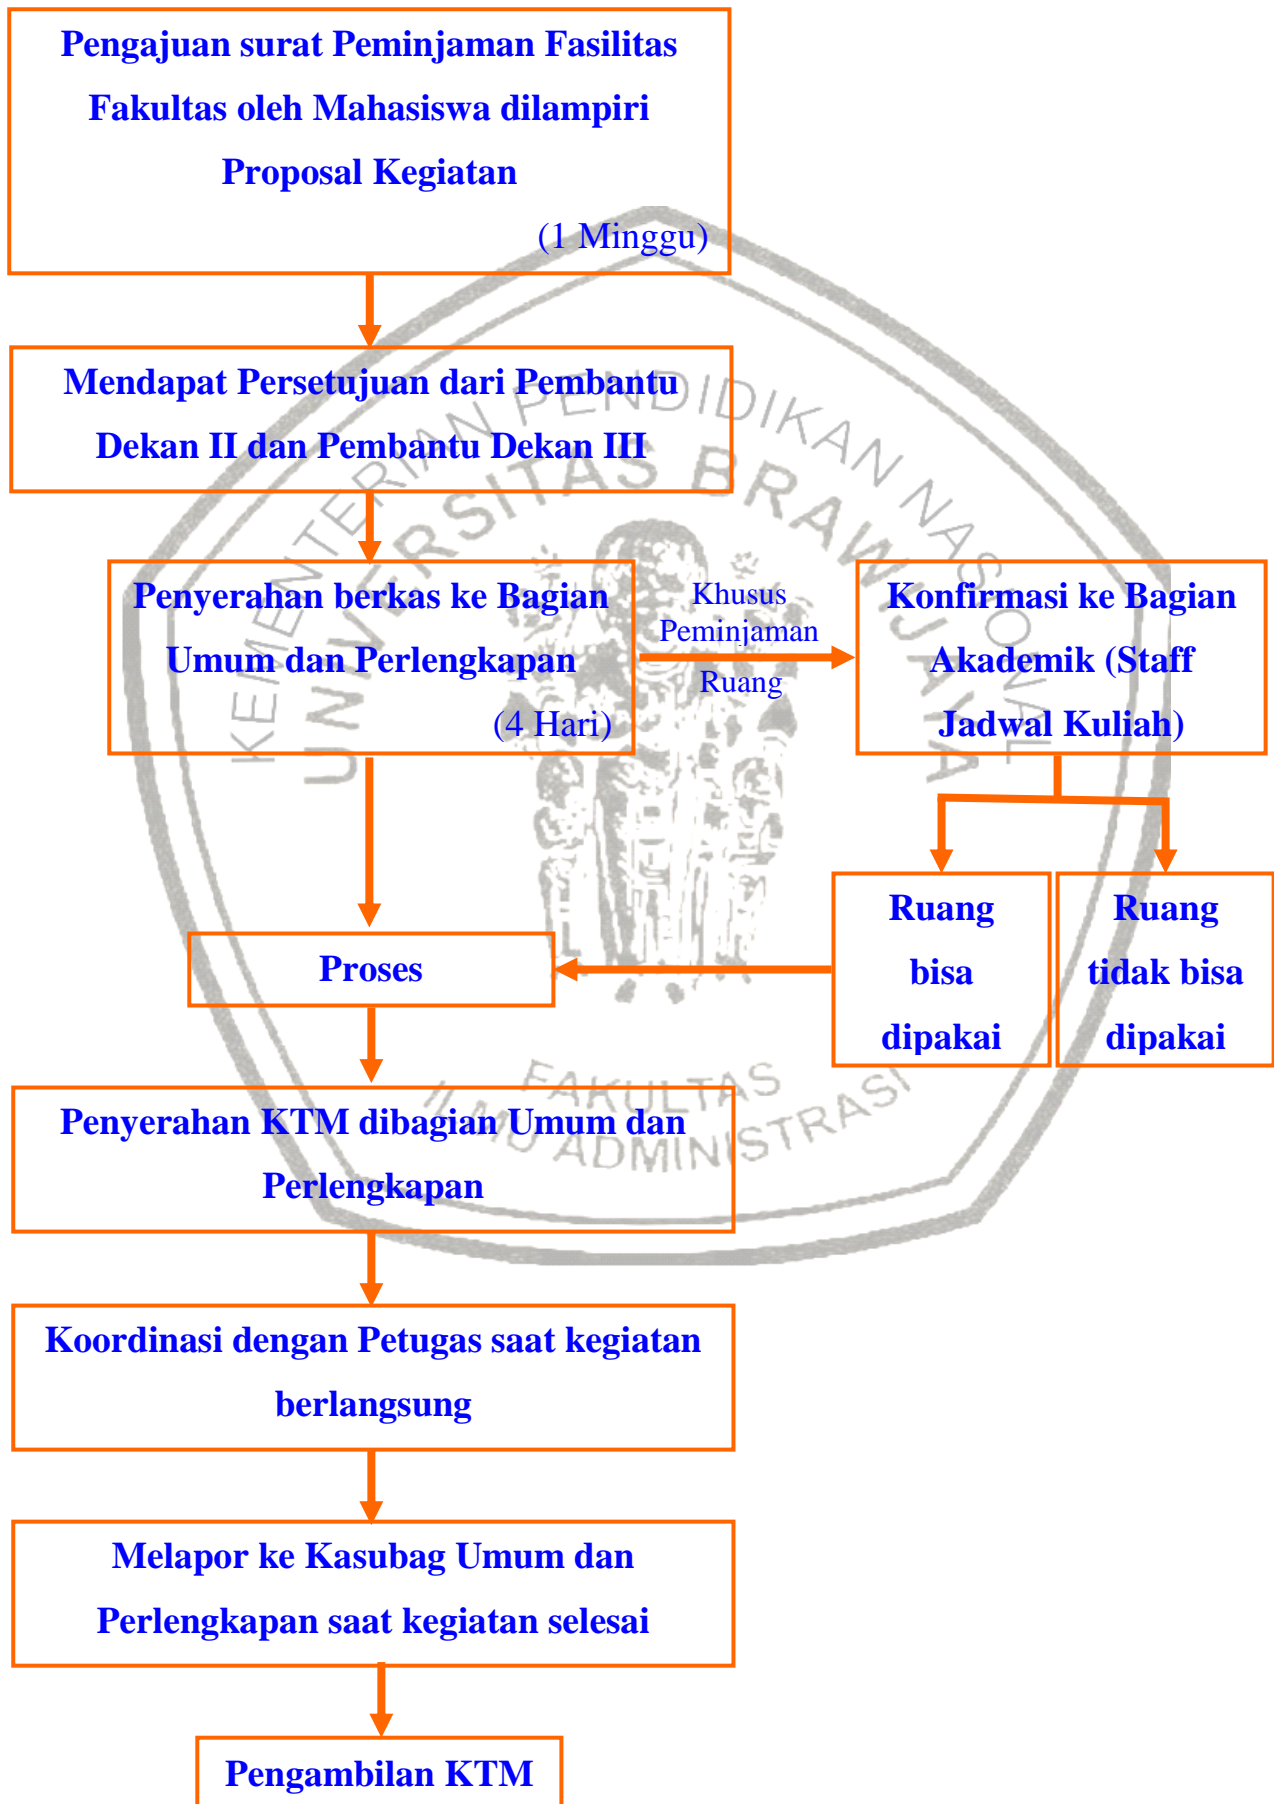 Pengajuan surat Peminjaman Fasilitas
Fakultas oleh Mahasiswa dilampiri
Proposal Kegiatan
(1 Minggu)
Mendapat Persetujuan dari Pembantu
Dekan II dan Pembantu Dekan III
Penyerahan berkas ke Bagian
Umum dan Perlengkapan
(4 Hari)
Khusus
Peminjaman
Ruang
Konfirmasi ke Bagian
Akademik (Staff
Jadwal Kuliah)
Ruang
bisa
dipakai
Ruang
tidak bisa
dipakai
Proses
Penyerahan KTM dibagian Umum dan
Perlengkapan
Koordinasi dengan Petugas saat kegiatan
berlangsung
Melapor ke Kasubag Umum dan
Perlengkapan saat kegiatan selesai
Pengambilan KTM
KEMENTERIAN PENDIDIKAN NASIONAL
UNIVERSITAS BRAWIJAYA
FAKULTAS
ILMU ADMINISTRASI